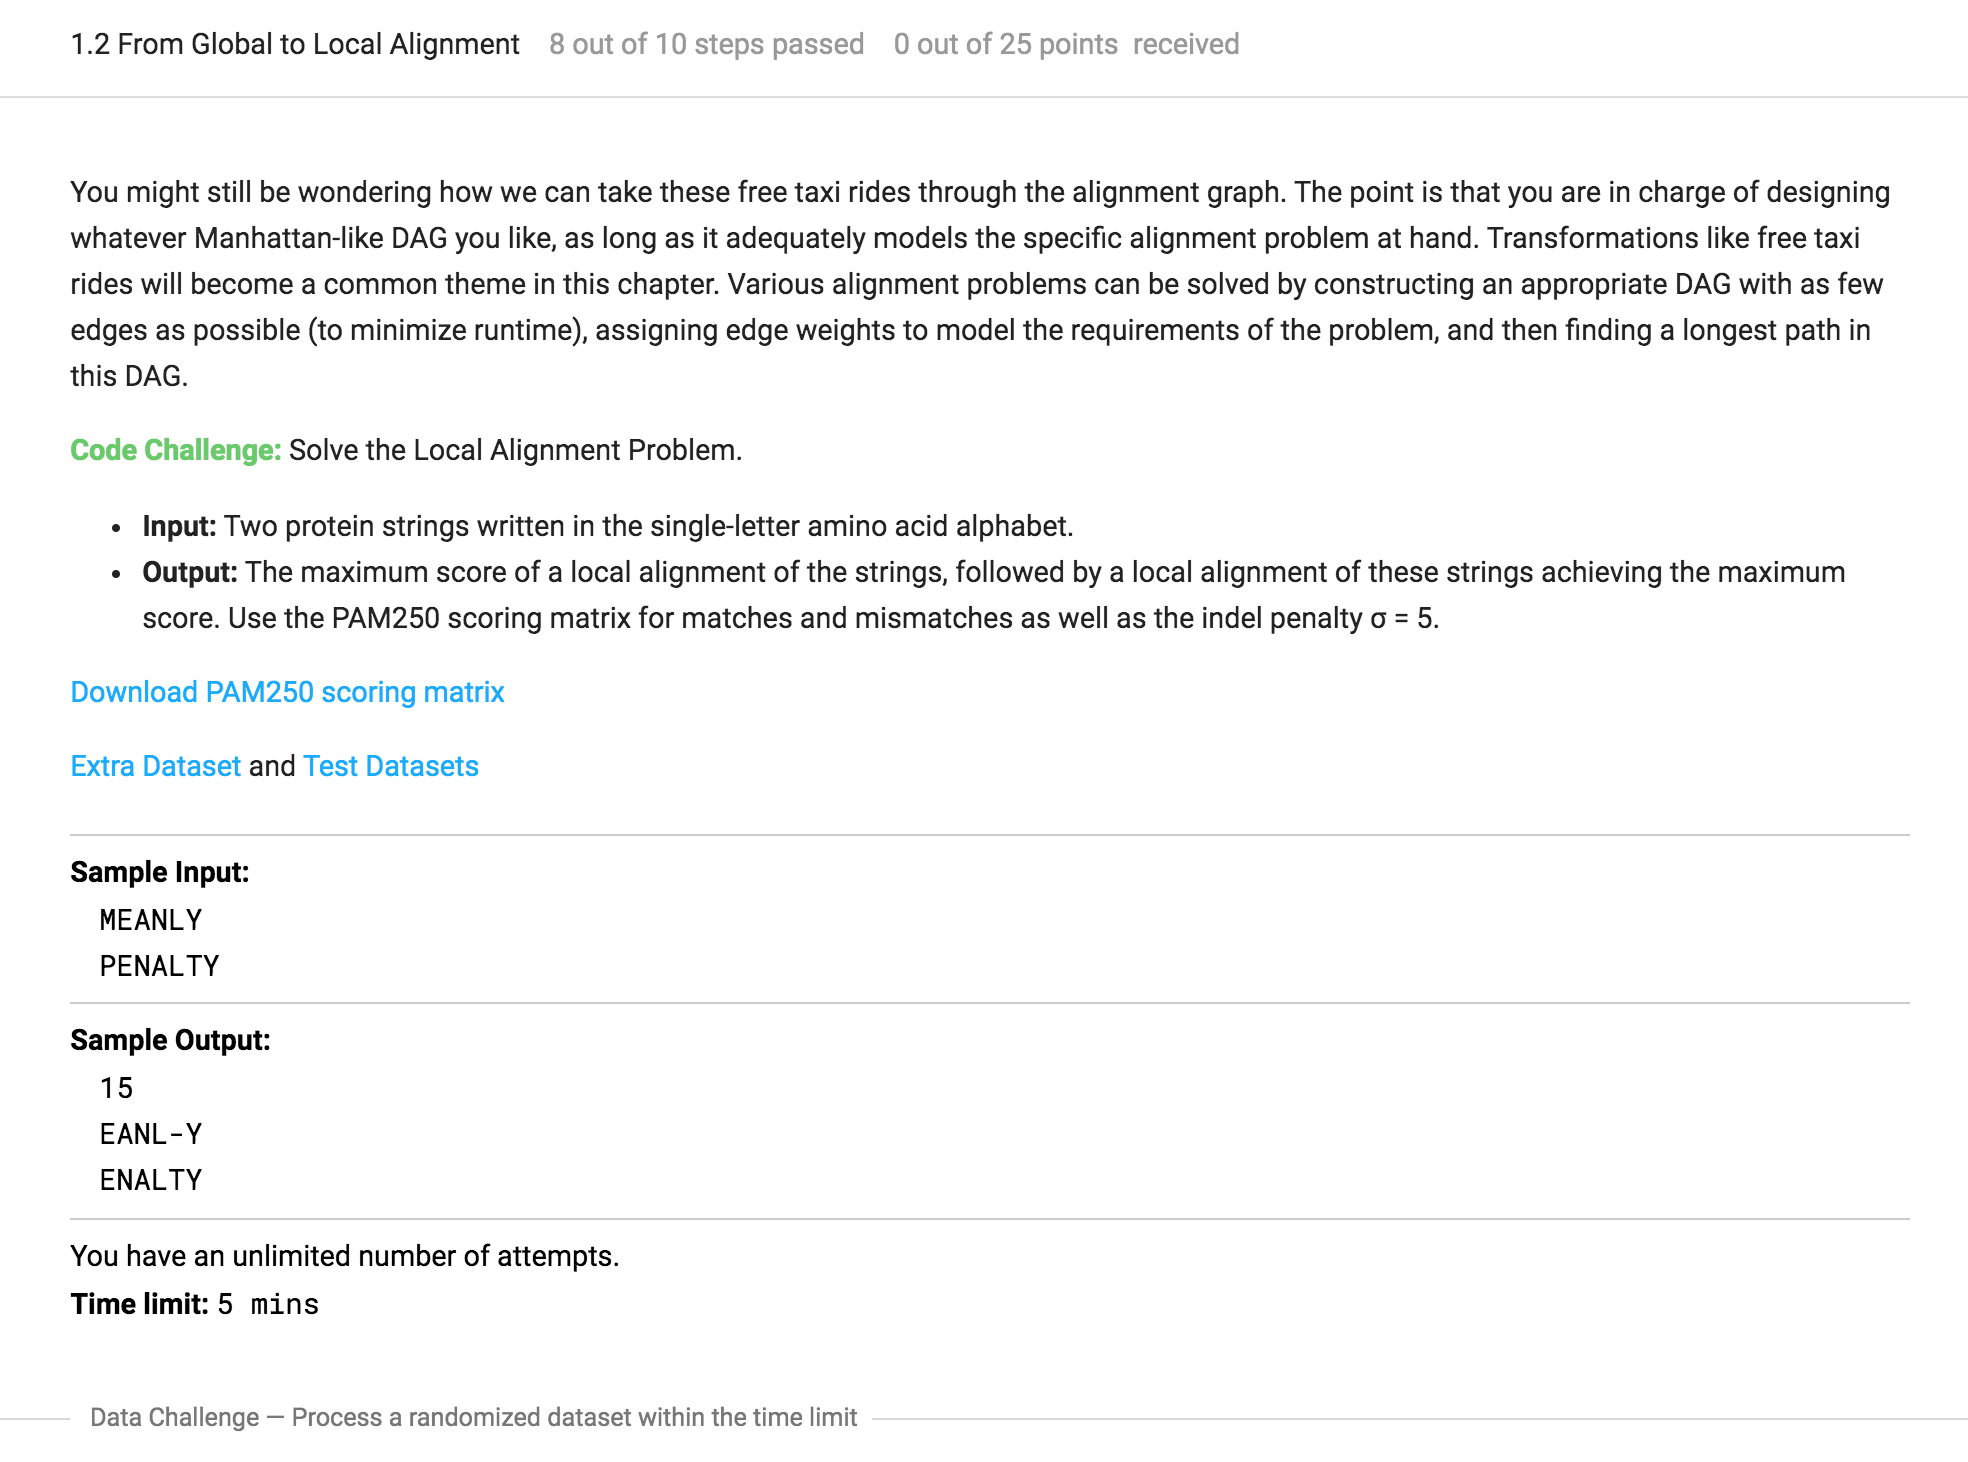 1.2 From Global to Local Alignment 8 out of 10 steps passed 0 out of 25 points received
You might still be wondering how we can take these free taxi rides through the alignment graph. The point is that you are in charge of designing
whatever Manhattan-like DAG you like, as long as it adequately models the specific alignment problem at hand. Transformations like free taxi
rides will become a common theme in this chapter. Various alignment problems can be solved by constructing an appropriate DAG with as few
edges as possible (to minimize runtime), assigning edge weights to model the requirements of the problem, and then finding a longest path in
this DAG.
Code Challenge: Solve the Local Alignment Problem.
• Input: Two protein strings written in the single-letter amino acid alphabet.
• Output: The maximum score of a local alignment of the strings, followed by a local alignment of these strings achieving the maximum
score. Use the PAM250 scoring matrix for matches and mismatches as well as the indel penalty σ = 5.
Download PAM250 scoring matrix
Extra Dataset and Test Datasets
Sample Input:
MEANLY
PENALTY
Sample Output:
15
EANL-Y
ENALTY
You have an unlimited number of attempts.
Time limit: 5 mins
Data Challenge — Process a randomized dataset within the time limit